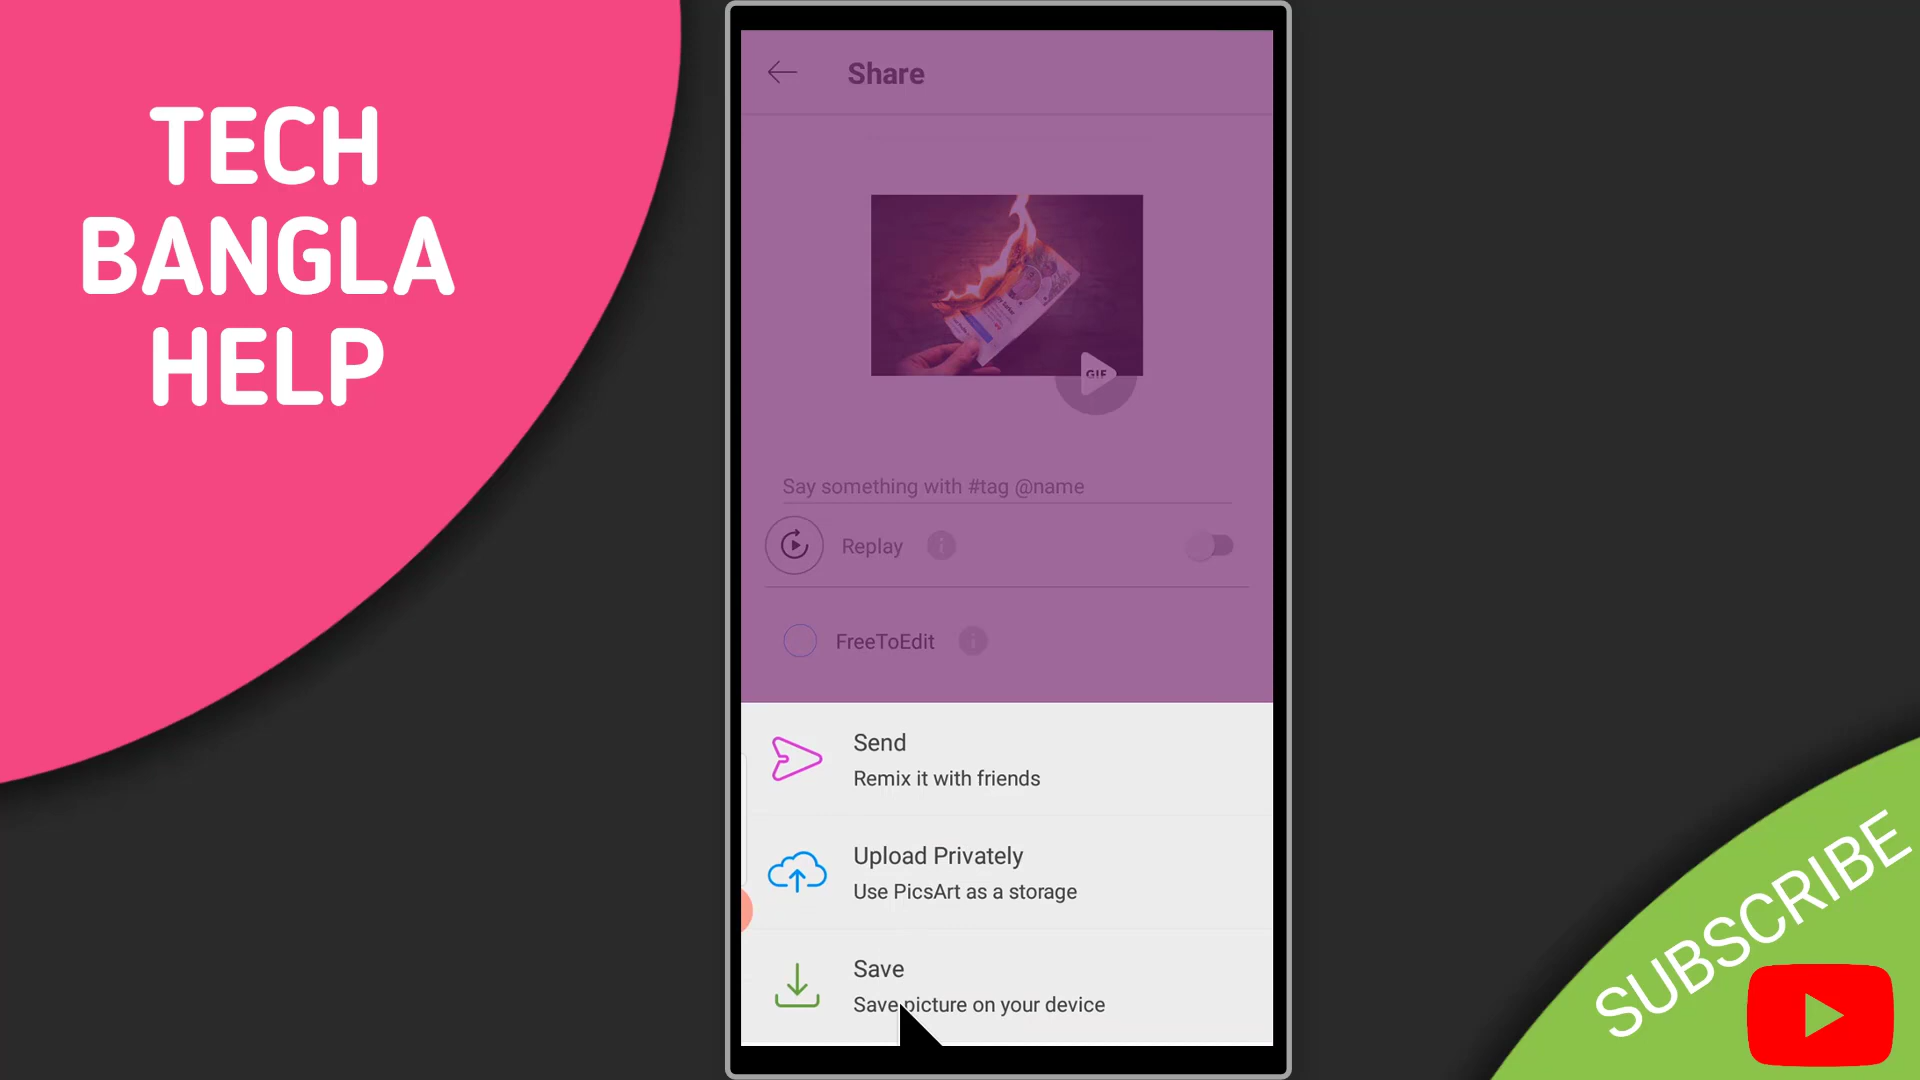 TECH
BANGLA
HELP
Share
GIF
Say something with #tag @name
Replay
FreeToEdit
Send
Remix it with friends
Upload Privately
Use PicsArt as a storage
Save
Save picture on your device
SUBSCRIBE